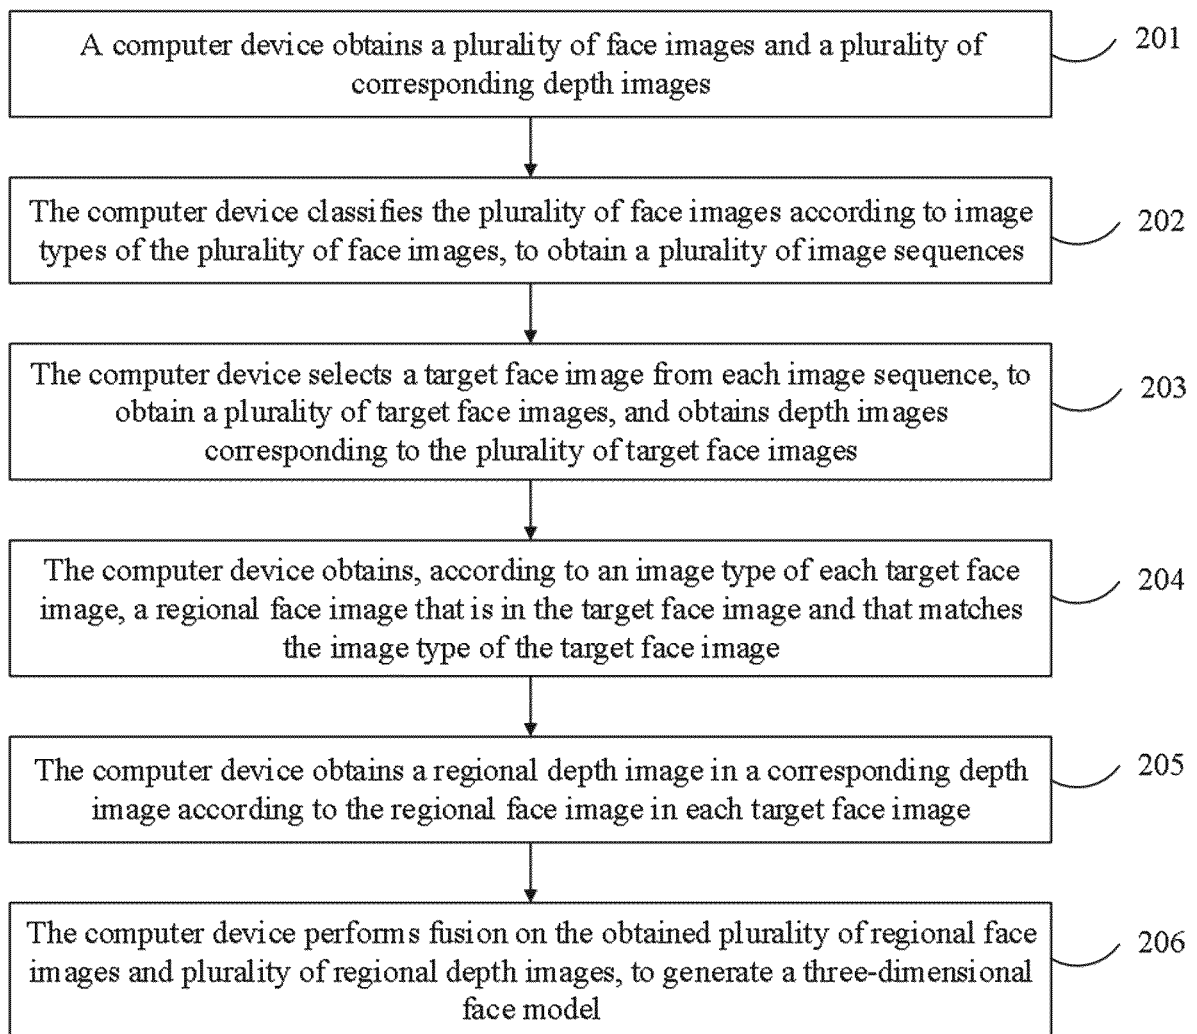 A computer device obtains a plurality of face images and a plurality of
corresponding depth images
201
The computer device classifies the plurality of face images according to image
types of the plurality of face images, to obtain a plurality of image sequences
202
The computer device selects a target face image from each image sequence, to
obtain a plurality of target face images, and obtains depth images
corresponding to the plurality of target face images
203
The computer device obtains, according to an image type of each target face
image, a regional face image that is in the target face image and that matches
the image type of the target face image
204
The computer device obtains a regional depth image in a corresponding depth
image according to the regional face image in each target face image
205
The computer device performs fusion on the obtained plurality of regional face
images and plurality of regional depth images, to generate a three-dimensional
face model
206